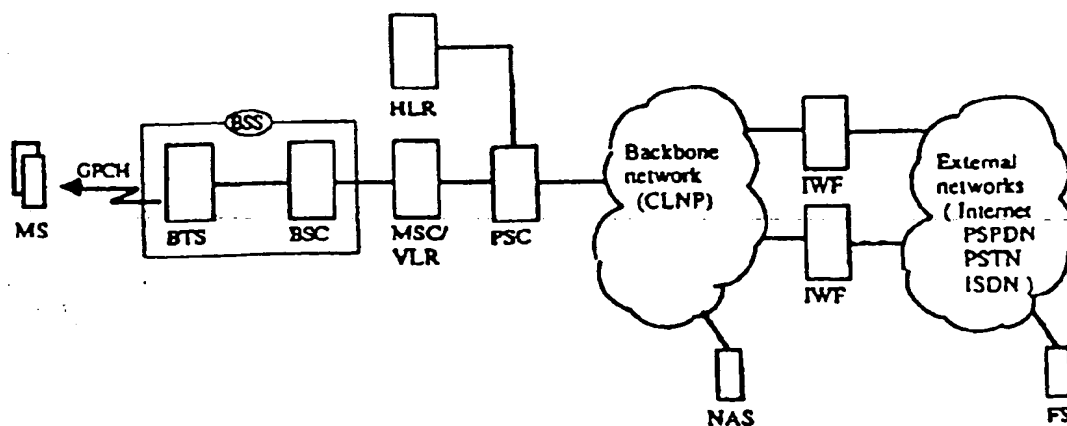 HLR
BSS
GPCH
MS
BTS
BSC
MSC/
VLR
PSC
Backbone
network
(CLNP)
IWF
IWF
External
networks
( Internet
PSPDN
PSTN
ISDN )
NAS
FS